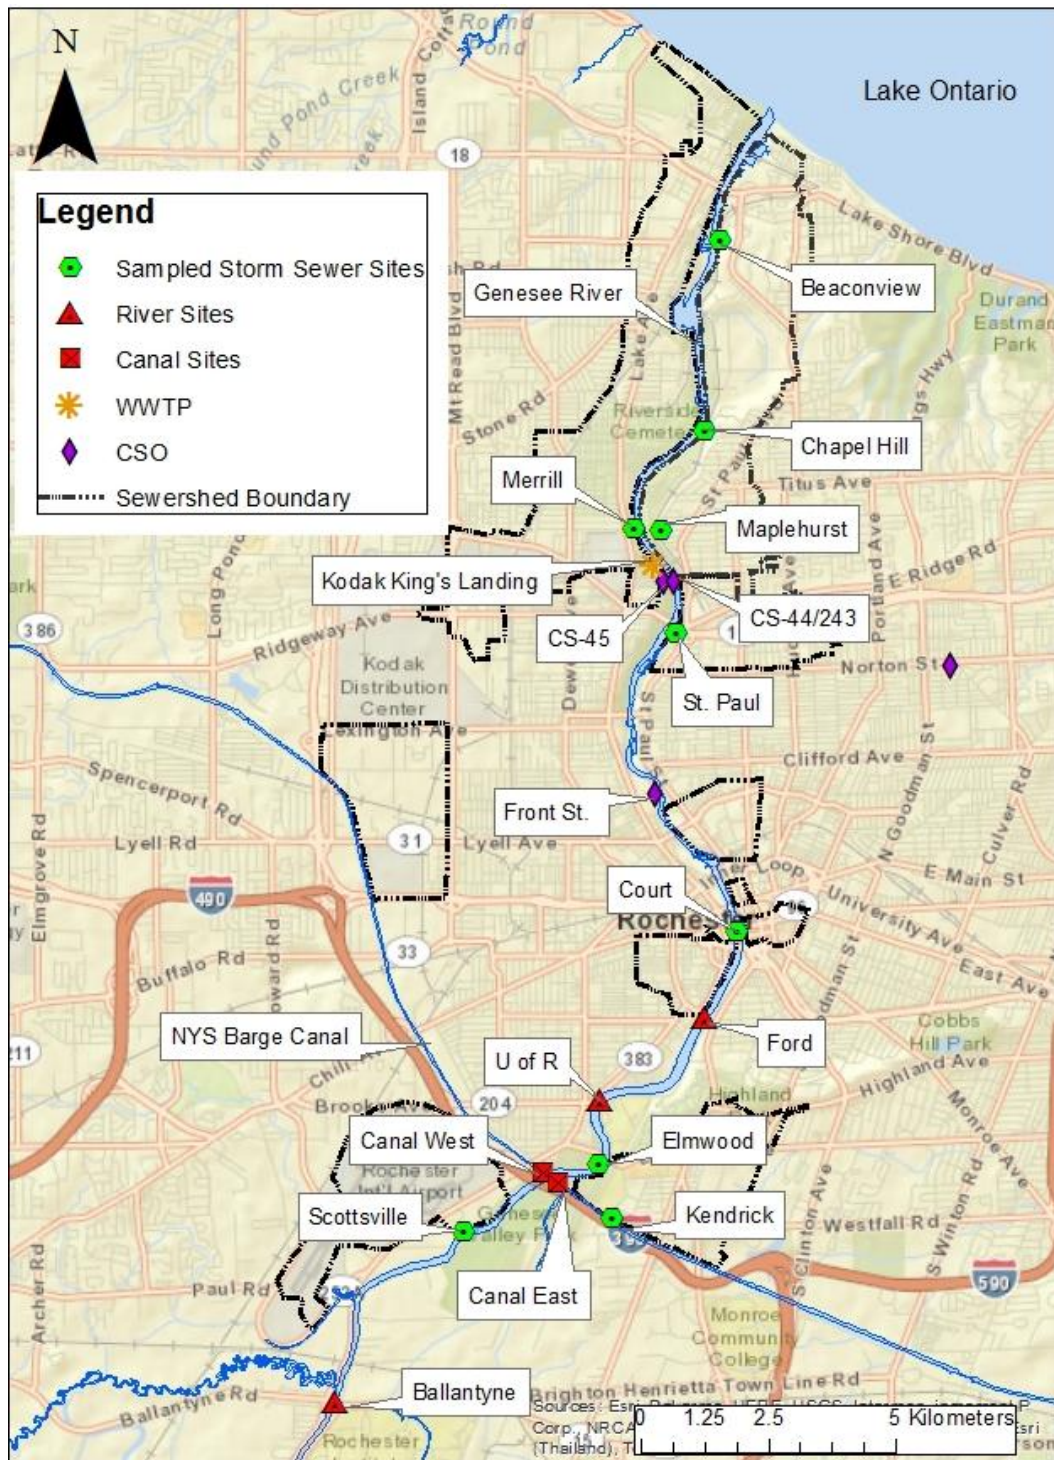 N
Lake Ontario
Round
Pond
18
Legend
Sampled Storm Sewer Sites
River Sites
Canal Sites
WWTP
CSO
Sewershed Boundary
Genesee River
Beaconview
Lake Shore Blvd
Durand
Eastman
Park
Mt Read Blvd
Lake Ave
Stone Rd
Riverside
Chapel Hill
Merrill
Titus Ave
Maplehurst
Kodak King's Landing
E Ridge Rd
Portland Ave
CS-45
CS-44/243
386
Long Pond
Ridgeway Ave
Kodak
Distribution
Center
Lexington Ave
Norton St
St. Paul
St Paul St
Clifford Ave
Spencerport Rd
Front St.
Elmgrove Rd
Lyell Rd
31
Lyell Ave
N Goodman St
Culver Rd
E Main St
Inner Loop
490
Court
Rochester
University Ave
33
Buffalo Rd
East Ave
NYS Barge Canal
Ford
Cobbs
Hill Park
211
U of R
383
Highland Ave
Highland
204
Monroe Ave
Canal West
Elmwood
Rochester
Int'l Airport
Scottsville
Kendrick
Westfall Rd
S Clinton Ave
S Winton Rd
Archer Rd
Paul Rd
Canal East
590
Monroe
Community
College
Ballantyne Rd
Ballantyne
Brighton Henrietta Town Line Rd
Rochester
0 1.25 2.5 5 Kilometers